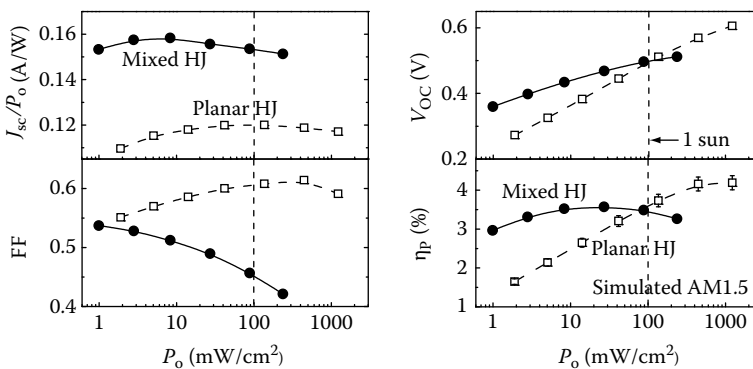 J_sc/P_o (A/W)
0.16
0.14
0.12
Mixed HJ
Planar HJ
FF
0.6
0.5
0.4
1
10
100
1000
P_o (mW/cm²)
V_OC (V)
0.6
0.4
0.2
1 sun
η_P (%)
4
3
2
1
Mixed HJ
Planar HJ
Simulated AM1.5
1
10
100
1000
P_o (mW/cm²)